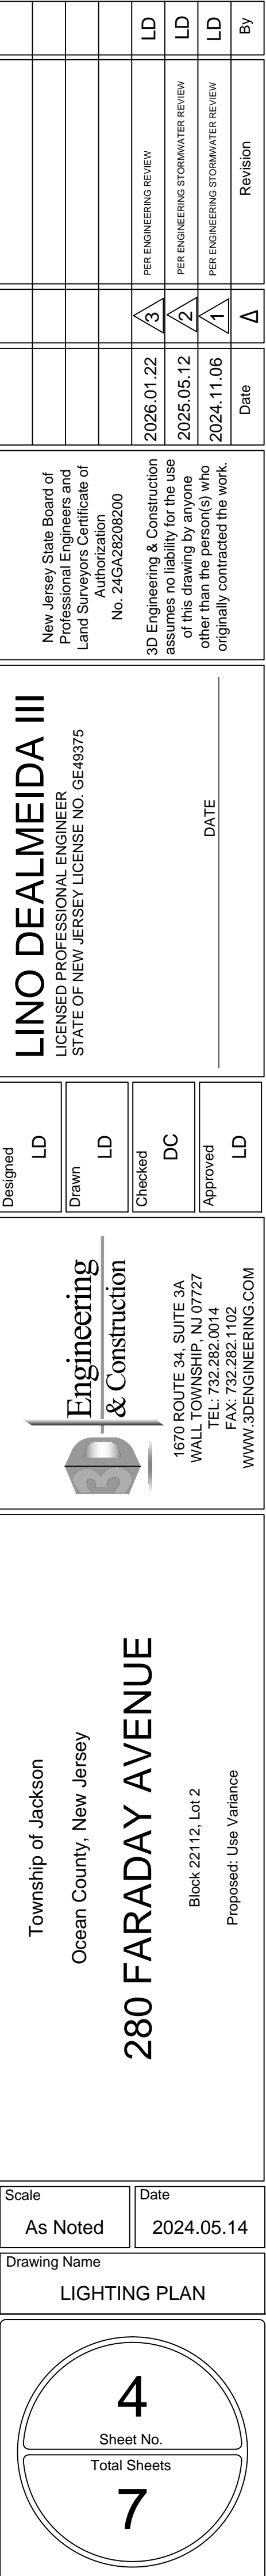 LD
PER ENGINEERING REVIEW
3
2026.01.22
LD
PER ENGINEERING STORMWATER REVIEW
2
2025.05.12
LD
PER ENGINEERING STORMWATER REVIEW
1
2024.11.06
By
Revision
Δ
Date
New Jersey State Board of
Professional Engineers and
Land Surveyors Certificate of
Authorization
No. 24GA28208200
3D Engineering & Construction
assumes no liability for the use
of this drawing by anyone
other than the person(s) who
originally contracted the work.
LINO DEALMEIDA III
LICENSED PROFESSIONAL ENGINEER
STATE OF NEW JERSEY LICENSE NO. GE49375
DATE
Designed
LD
Drawn
LD
Checked
DC
Approved
LD
3D
Engineering
& Construction
1670 ROUTE 34, SUITE 3A
WALL TOWNSHIP, NJ 07727
TEL: 732.282.0014
FAX: 732.282.1102
WWW.3DENGINEERING.COM
Township of Jackson
Ocean County, New Jersey
280 FARADAY AVENUE
Block 22112, Lot 2
Proposed: Use Variance
Scale
As Noted
Date
2024.05.14
Drawing Name
LIGHTING PLAN
4
Sheet No.
Total Sheets
7